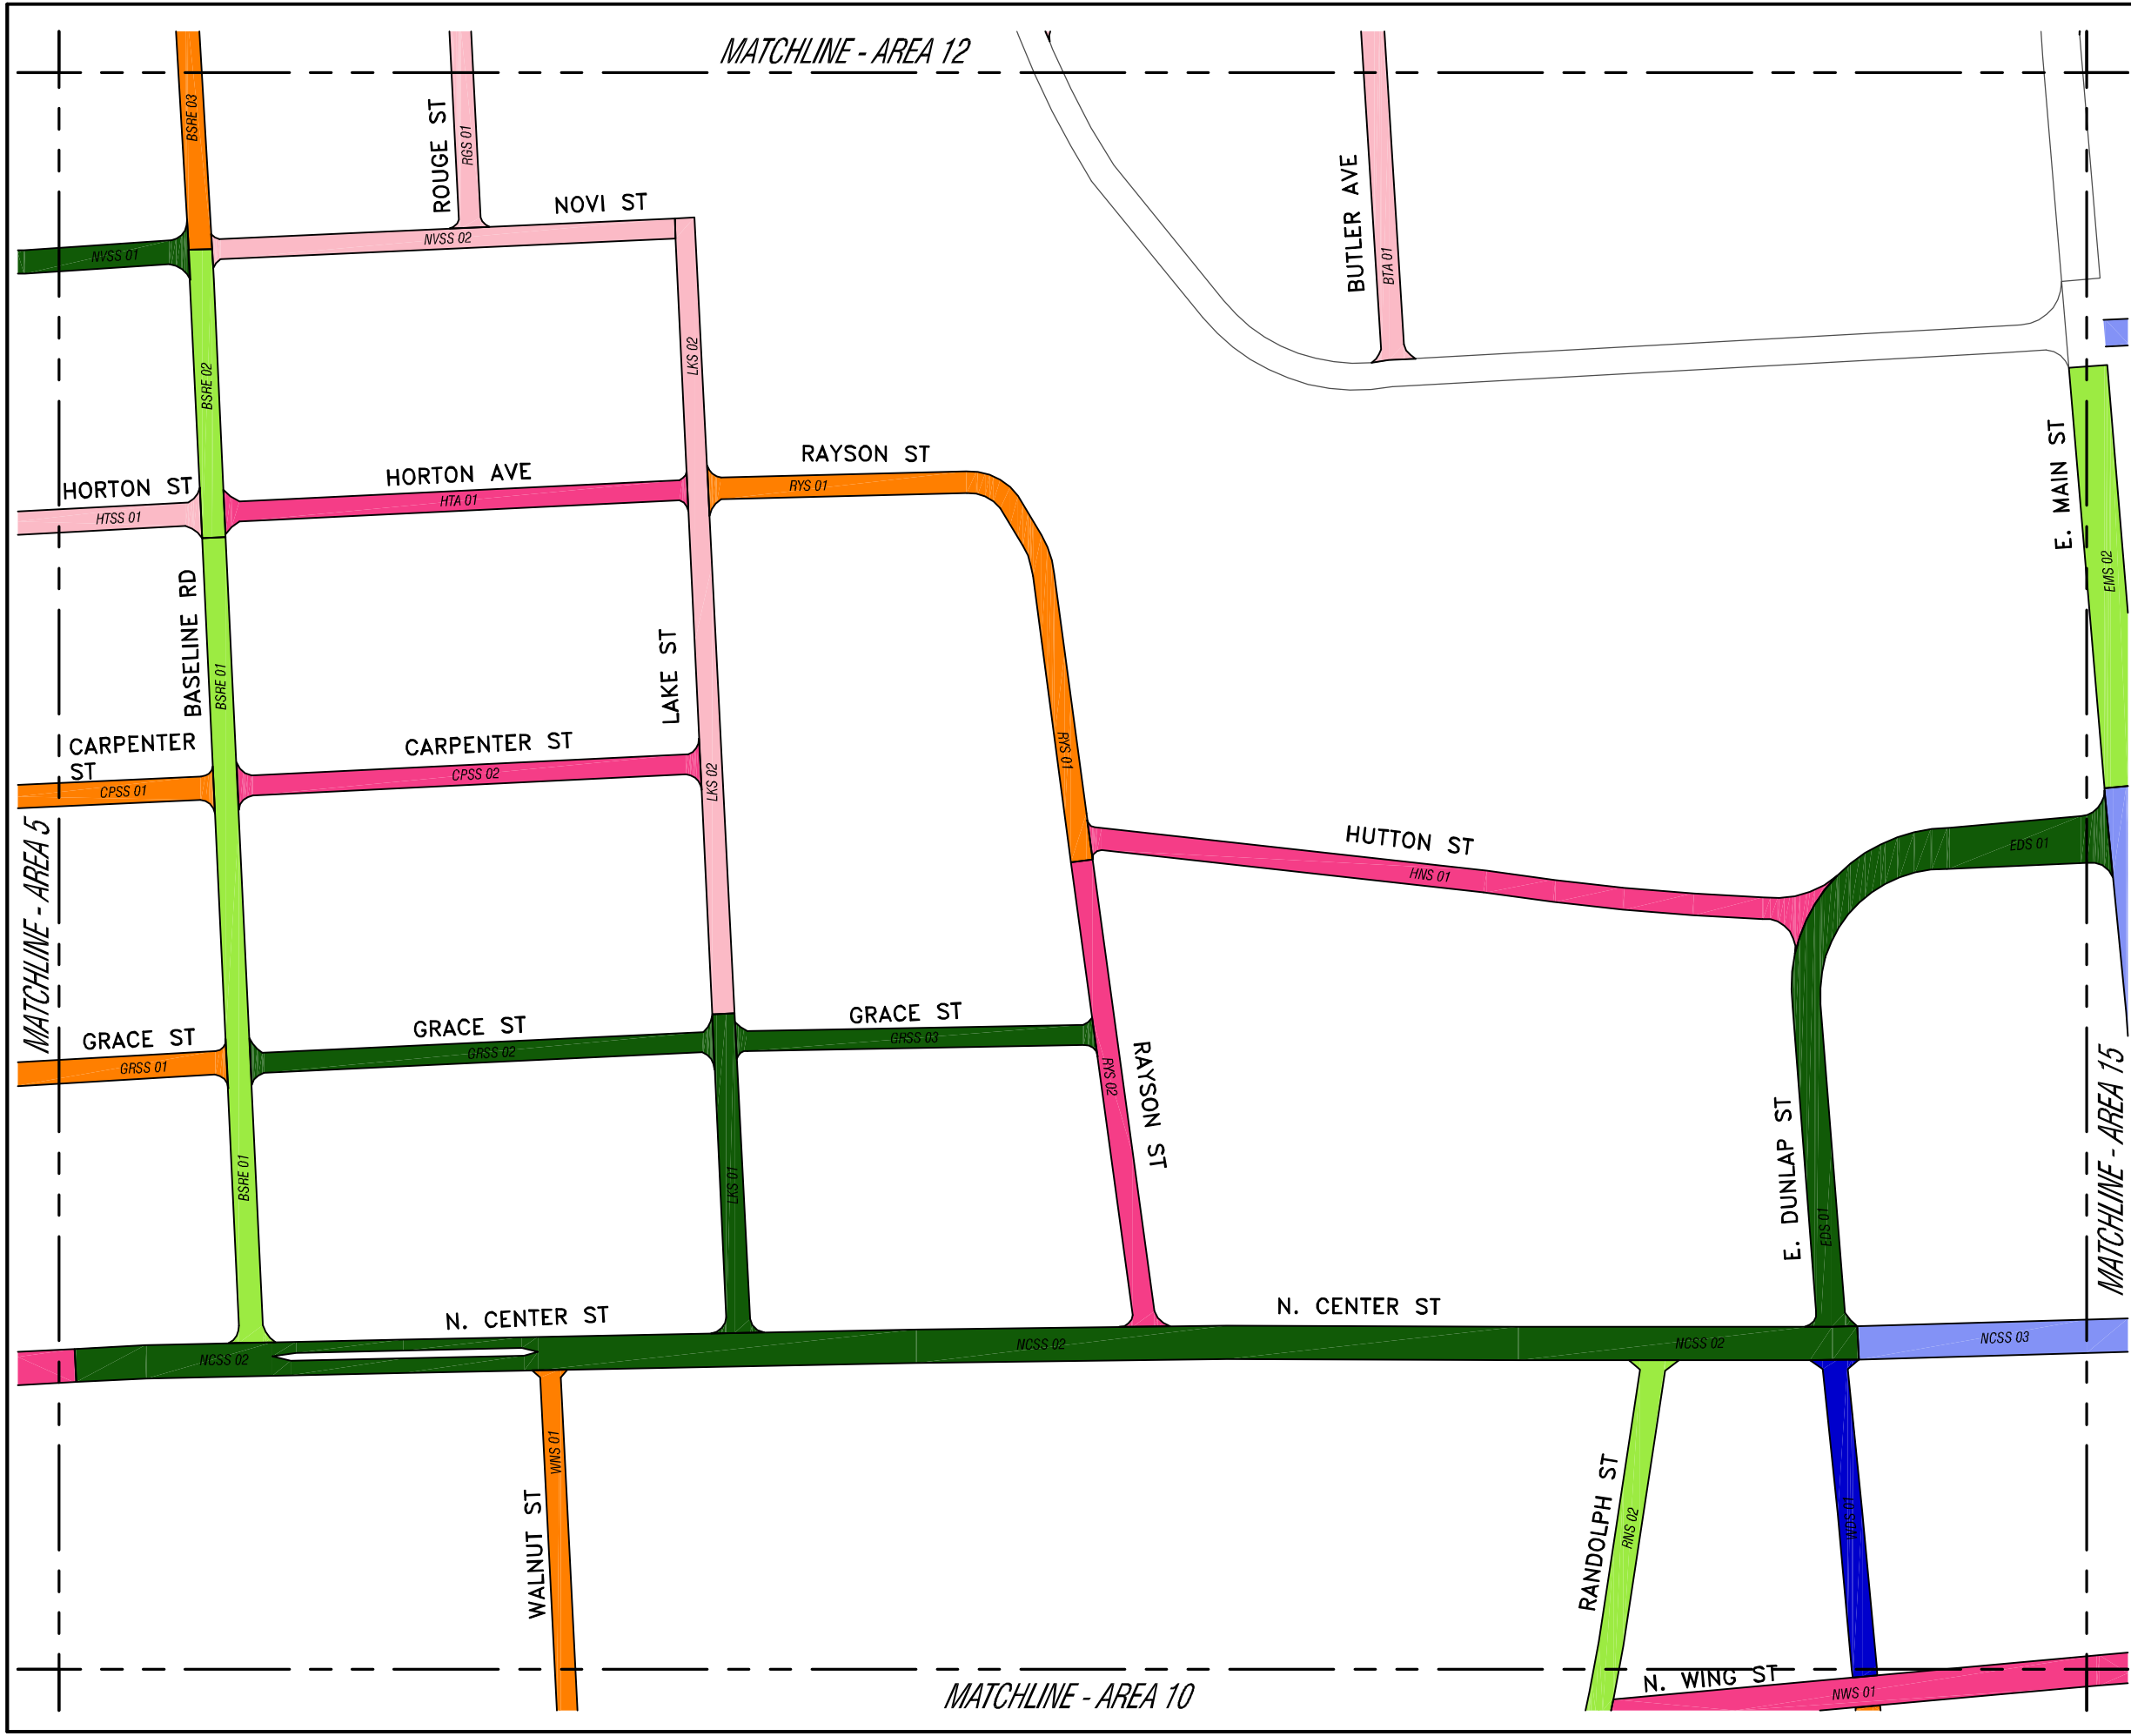 MATCHLINE - AREA 12
BSRE 03
ROUGE ST
RGS 01
NOVI ST
NVSS 01
NVSS 02
BUTLER AVE
BTA 01
BSRE 02
LKS 02
HORTON ST
HTSS 01
HORTON AVE
HTA 01
RAYSON ST
RYS 01
E. MAIN ST
EMS 02
BASELINE RD
BSRE 01
LAKE ST
CARPENTER
ST
CPSS 01
CARPENTER ST
CPSS 02
LKS 02
RYS 01
HUTTON ST
HNS 01
EDS 01
MATCHLINE - AREA 5
GRACE ST
GRSS 01
GRACE ST
GRSS 02
GRACE ST
GRSS 03
RYS 02
RAYSON ST
BSRE 01
LKS 01
E. DUNLAP ST
EDS 01
MATCHLINE - AREA 15
N. CENTER ST
NCSS 02
N. CENTER ST
NCSS 02
NCSS 02
NCSS 03
WALNUT ST
WNS 01
RANDOLPH ST
RNS 02
WDS 01
N. WING ST
NWS 01
MATCHLINE - AREA 10